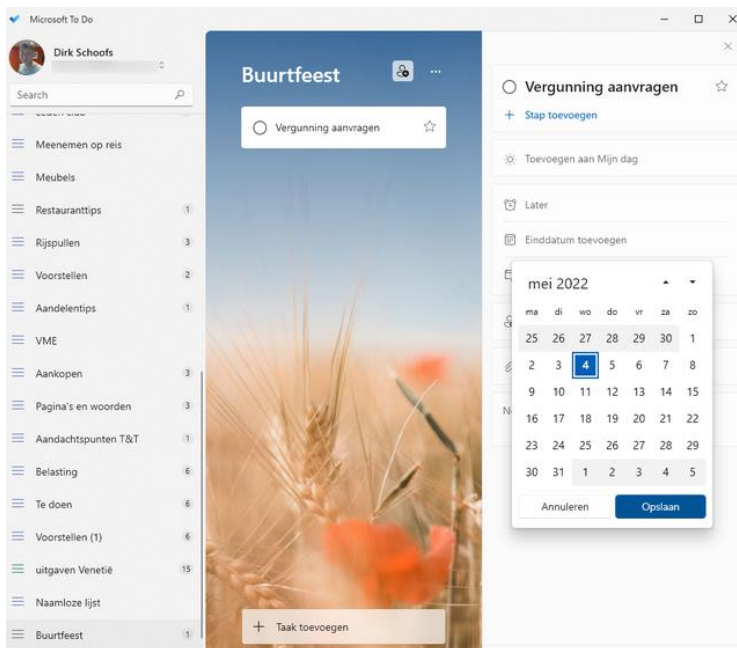 Microsoft To Do
Dirk Schoofs
Search
Meenemen op reis
Meubels
Restauranttips 1
Rijspullen 3
Voorstellen 2
Aandelentips 1
VME
Aankopen 3
Pagina's en woorden 3
Aandachtspunten T&T 1
Belasting 6
Te doen 6
Voorstellen (1) 6
uitgaven Venetië 15
Naamloze lijst
Buurtfeest 1
Buurtfeest
Vergunning aanvragen
Taak toevoegen
Vergunning aanvragen
Stap toevoegen
Toevoegen aan Mijn dag
Later
Einddatum toevoegen
mei 2022
ma di wo do vr za zo
25 26 27 28 29 30 1
2 3 4 5 6 7 8
9 10 11 12 13 14 15
16 17 18 19 20 21 22
23 24 25 26 27 28 29
30 31 1 2 3 4 5
Annuleren Opslaan